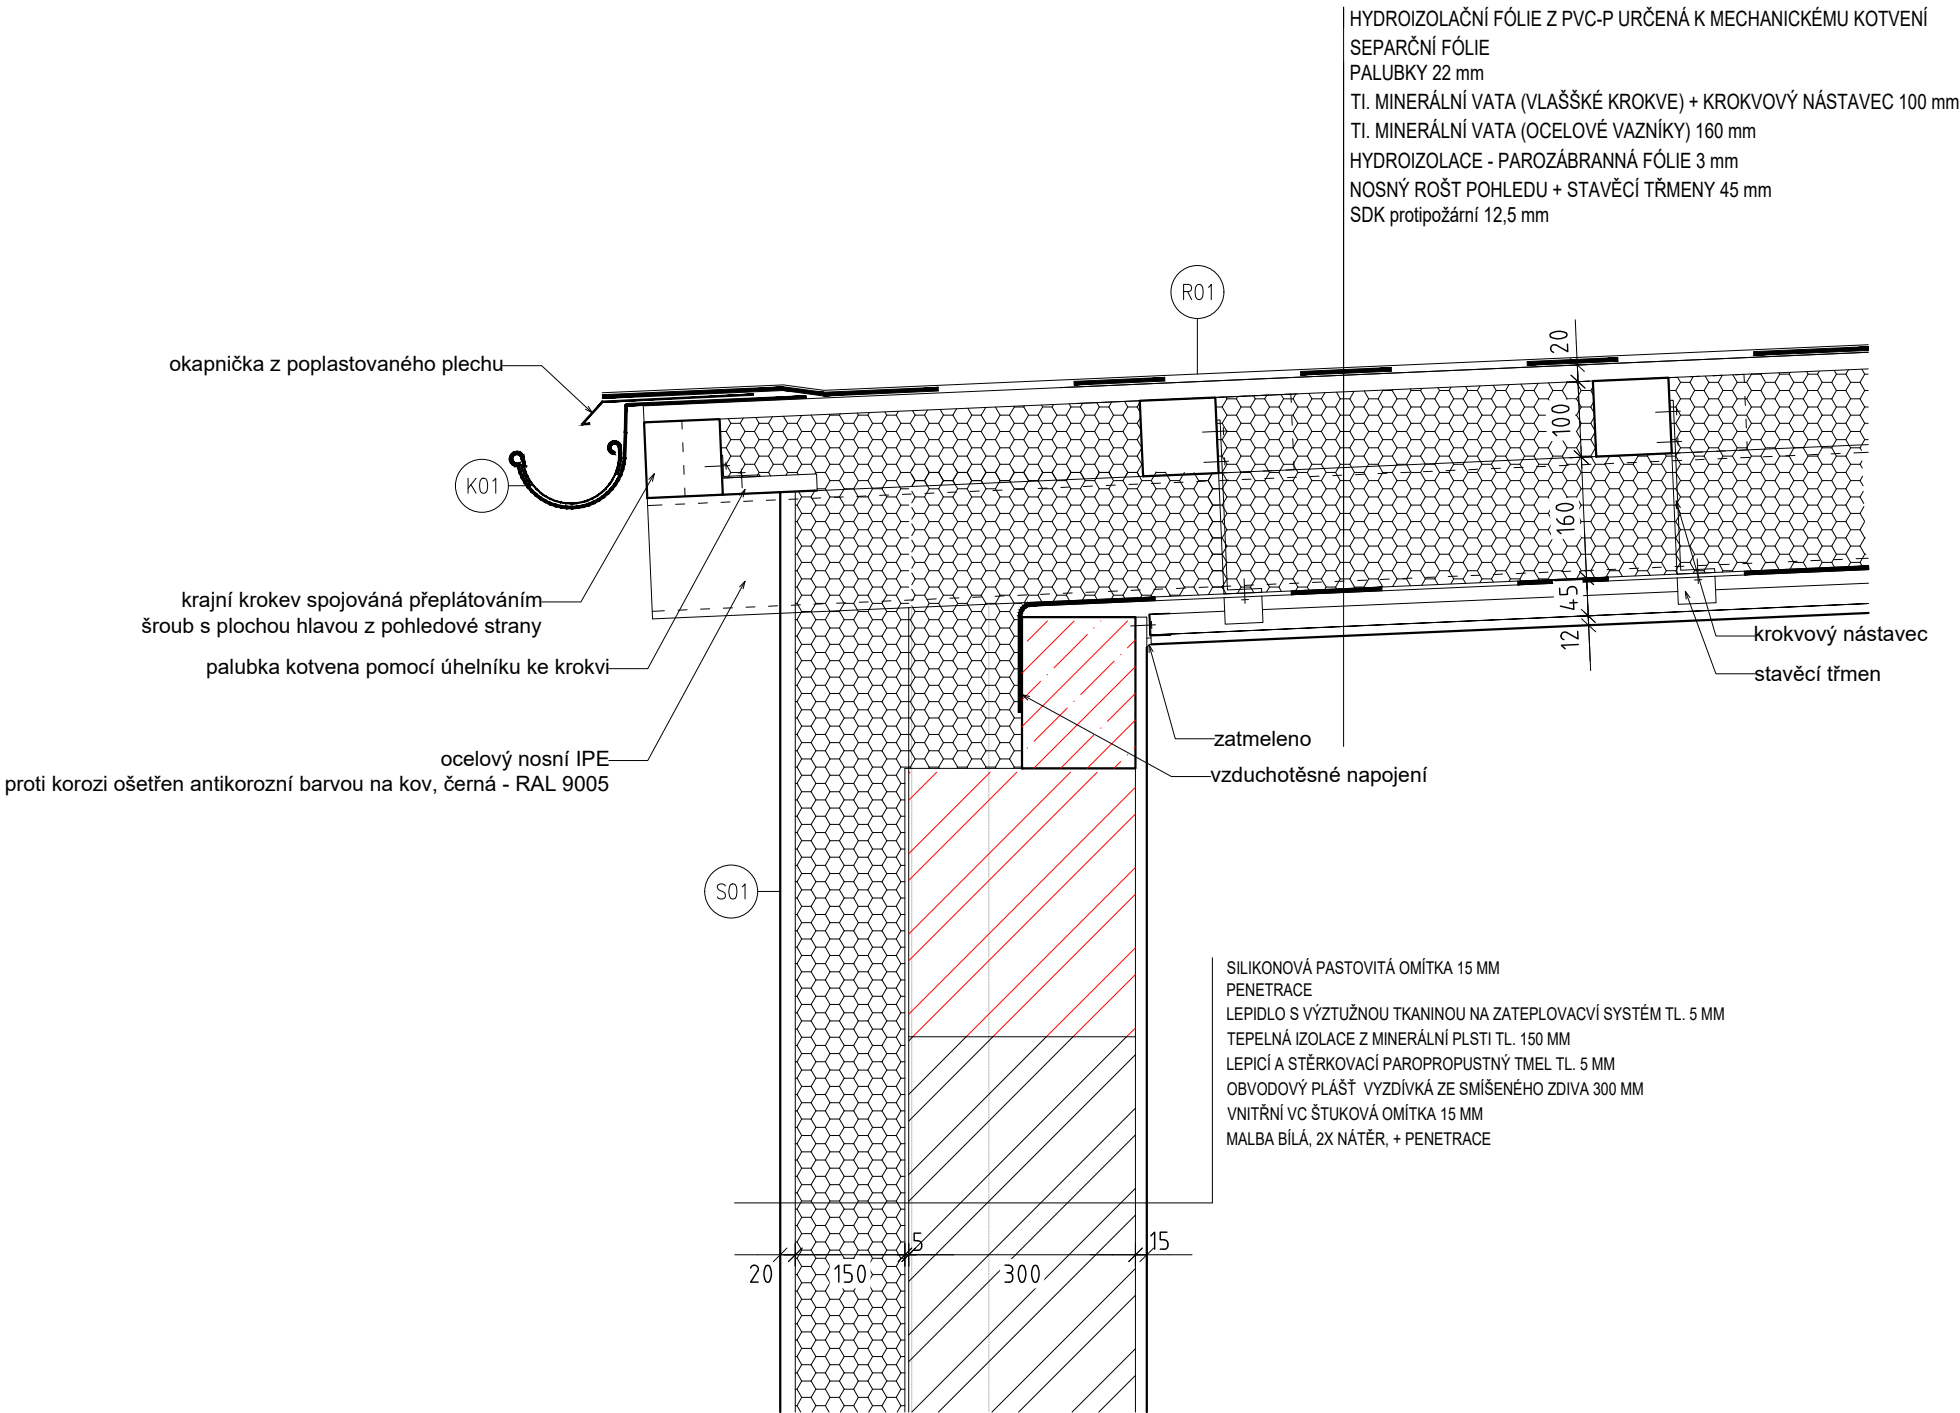 HYDROIZOLAČNÍ FÓLIE Z PVC-P URČENÁ K MECHANICKÉMU KOTVENÍ
SEPARČNÍ FÓLIE
PALUBKY 22 mm
TI. MINERÁLNÍ VATA (VLAŠŠKÉ KROKVE) + KROKVOVÝ NÁSTAVEC 100 mm
TI. MINERÁLNÍ VATA (OCELOVÉ VAZNÍKY) 160 mm
HYDROIZOLACE - PAROZÁBRANNÁ FÓLIE 3 mm
NOSNÝ ROŠT POHLEDU + STAVĚCÍ TŘMENY 45 mm
SDK protipožární 12,5 mm
R01
okapnička z poplastovaného plechu
K01
20
100
160
45
12
krajní krokev spojováná přeplátováním
šroub s plochou hlavou z pohledové strany
palubka kotvena pomocí úhelníku ke krokvi
krokvový nástavec
stavěcí třmen
ocelový nosní IPE
proti korozi ošetřen antikorozní barvou na kov, černá - RAL 9005
zatmeleno
vzduchotěsné napojení
S01
SILIKONOVÁ PASTOVITÁ OMÍTKA 15 MM
PENETRACE
LEPIDLO S VÝZTUŽNOU TKANINOU NA ZATEPLOVACVÍ SYSTÉM TL. 5 MM
TEPELNÁ IZOLACE Z MINERÁLNÍ PLSTI TL. 150 MM
LEPICÍ A STĚRKOVACÍ PAROPROPUSTNÝ TMEL TL. 5 MM
OBVODOVÝ PLÁŠŤ  VYZDÍVKÁ ZE SMÍŠENÉHO ZDIVA 300 MM
VNITŘNÍ VC ŠTUKOVÁ OMÍTKA 15 MM
MALBA BÍLÁ, 2X NÁTĚR, + PENETRACE
20
150
5
300
15